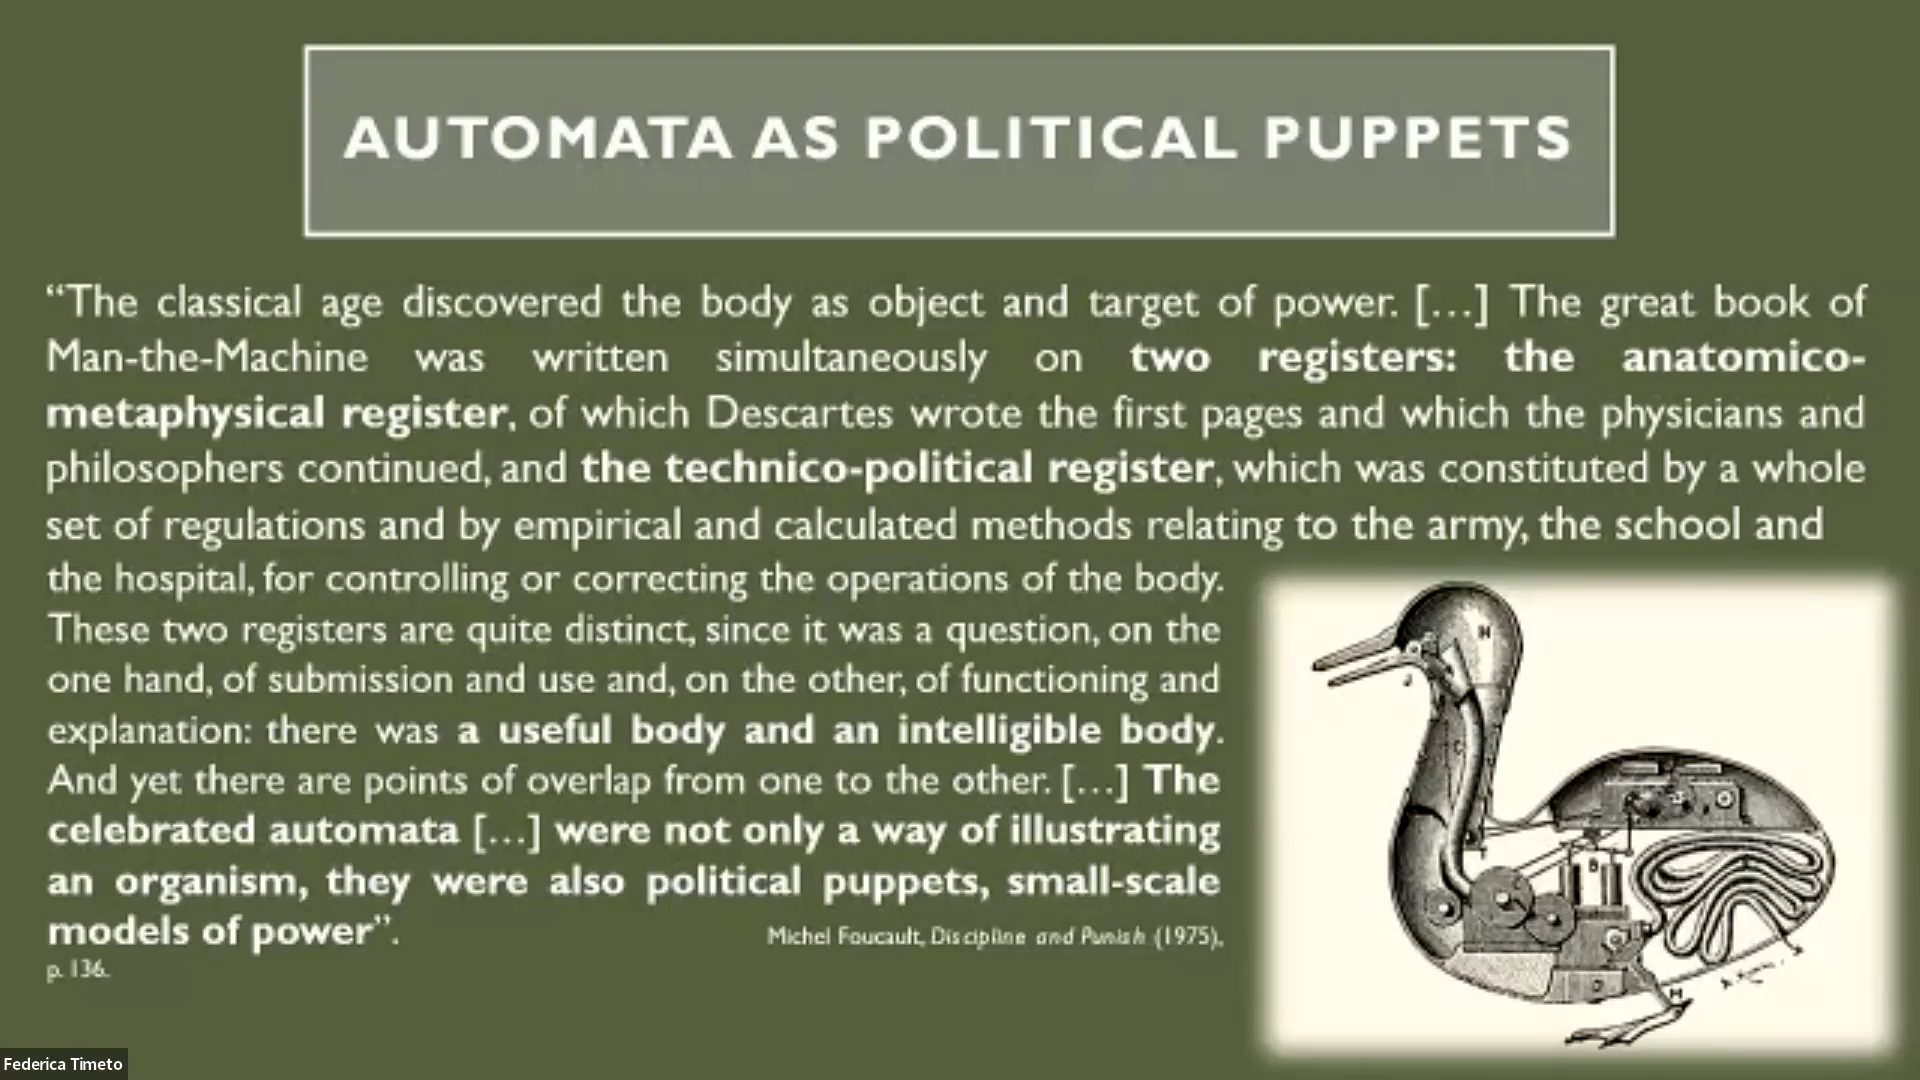 AUTOMATA AS POLITICAL PUPPETS
“The classical age discovered the body as object and target of power. […] The great book of
Man-the-Machine was written simultaneously on two registers: the anatomico-
metaphysical register, of which Descartes wrote the first pages and which the physicians and
philosophers continued, and the technico-political register, which was constituted by a whole
set of regulations and by empirical and calculated methods relating to the army, the school and
the hospital, for controlling or correcting the operations of the body.
These two registers are quite distinct, since it was a question, on the
one hand, of submission and use and, on the other, of functioning and
explanation: there was a useful body and an intelligible body.
And yet there are points of overlap from one to the other. […] The
celebrated automata […] were not only a way of illustrating
an organism, they were also political puppets, small-scale
models of power”. Michel Foucault, Discipline and Punish (1975),
p. 136.
H
J
C
B
D
H
Federica Timeto